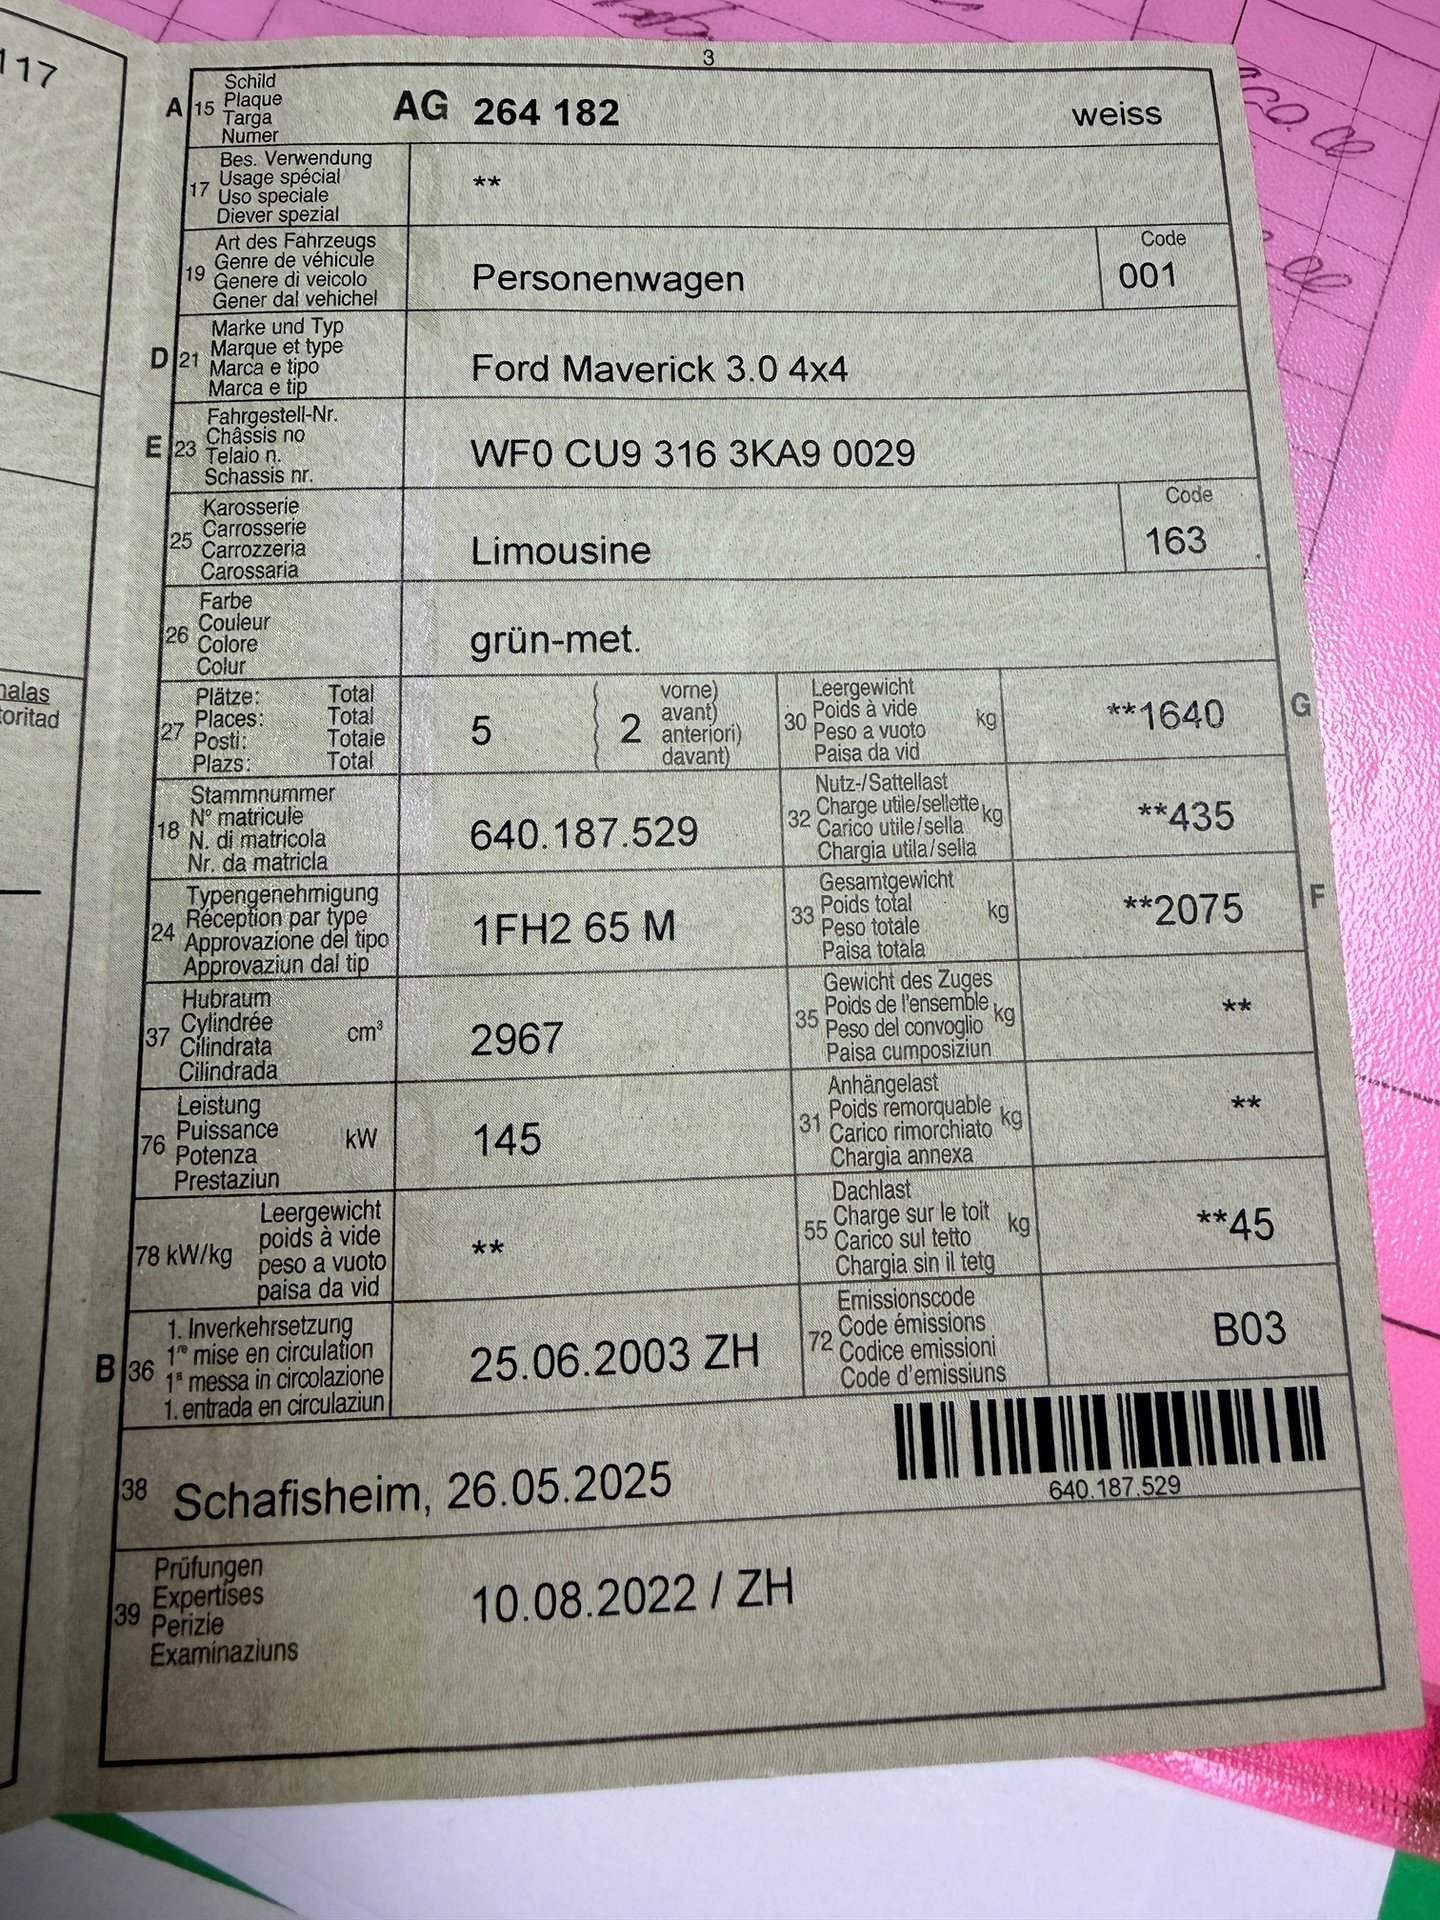 117
3
A 15 Schild
Plaque
Targa
Numer
AG 264 182 weiss
17 Bes. Verwendung
Usage spécial
Uso speciale
Diever spezial
**
19 Art des Fahrzeugs
Genre de véhicule
Genere di veicolo
Gener dal vehichel
Personenwagen
Code
001
D 21 Marke und Typ
Marque et type
Marca e tipo
Marca e tip
Ford Maverick 3.0 4x4
E 23 Fahrgestell-Nr.
Châssis no
Telaio n.
Schassis nr.
WF0 CU9 316 3KA9 0029
25 Karosserie
Carrosserie
Carrozzeria
Carossaria
Limousine
Code
163
26 Farbe
Couleur
Colore
Colur
grün-met.
27 Plätze: Total
Places: Total
Posti: Totale
Plazs: Total
5 2 vorne)
avant)
anteriori)
davant)
30 Leergewicht
Poids à vide
Peso a vuoto
Paisa da vid
kg
**1640
G
18 Stammnummer
N° matricule
N. di matricola
Nr. da matricla
640.187.529
32 Nutz-/Sattellast
Charge utile/sellette
Carico utile/sella
Chargia utila/sella
kg
**435
24 Typengenehmigung
Réception par type
Approvazione del tipo
Approvaziun dal tip
1FH2 65 M
33 Gesamtgewicht
Poids total
Peso totale
Paisa totala
kg
**2075
F
37 Hubraum
Cylindrée
Cilindrata
Cilindrada
cm³
2967
35 Gewicht des Zuges
Poids de l'ensemble
Peso del convoglio
Paisa cumposiziun
kg
**
76 Leistung
Puissance
Potenza
Prestaziun
kW
145
31 Anhängelast
Poids remorquable
Carico rimorchiato
Chargia annexa
kg
**
78 kW/kg Leergewicht
poids à vide
peso a vuoto
paisa da vid
**
55 Dachlast
Charge sur le toit
Carico sul tetto
Chargia sin il tetg
kg
**45
B 36 1. Inverkehrsetzung
1re mise en circulation
1a messa in circolazione
1. entrada en circulaziun
25.06.2003 ZH
72 Emissionscode
Code émissions
Codice emissioni
Code d'emissiuns
B03
38 Schafisheim, 26.05.2025
640.187.529
39 Prüfungen
Expertises
Perizie
Examinaziuns
10.08.2022 / ZH